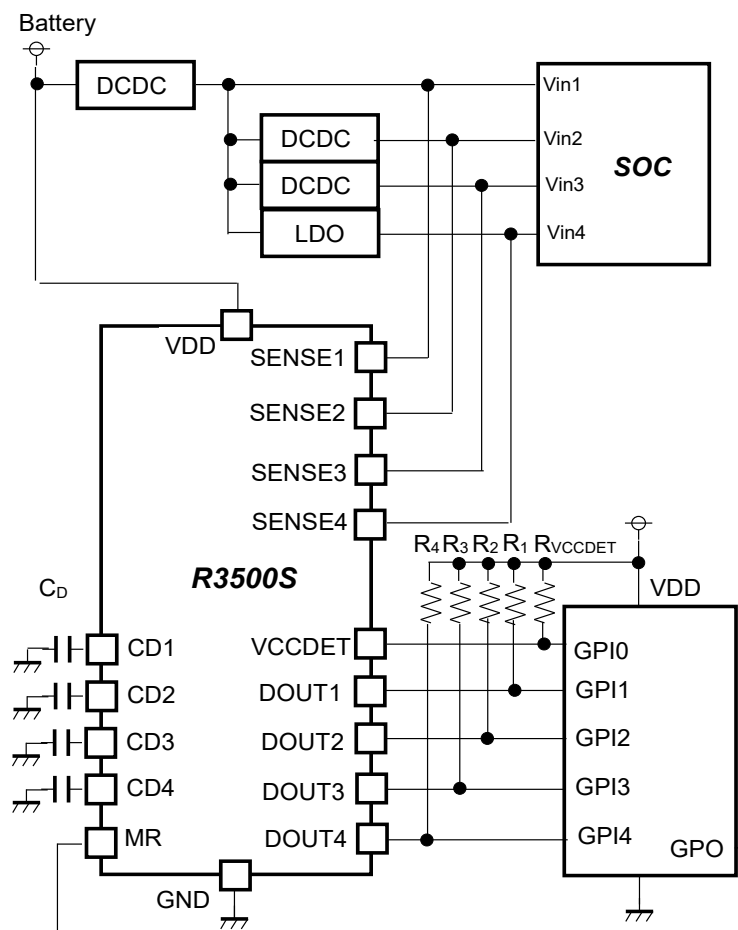 Battery
DCDC
DCDC
DCDC
LDO
Vin1
Vin2
Vin3
Vin4
SOC
VDD
SENSE1
SENSE2
SENSE3
SENSE4
R3500S
R4 R3 R2 R1 RVCCDET
VDD
CD
CD1
CD2
CD3
CD4
MR
GND
VCCDET
DOUT1
DOUT2
DOUT3
DOUT4
GPI0
GPI1
GPI2
GPI3
GPI4
GPO